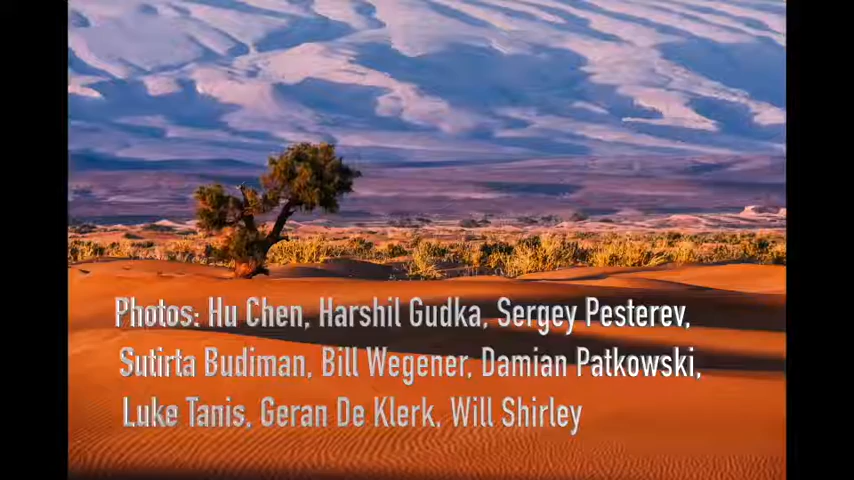 Photos: Hu Chen, Harshil Gudka, Sergey Pesterev,
Sutirta Budiman, Bill Wegener, Damian Patkowski,
Luke Tanis, Geran De Klerk, Will Shirley